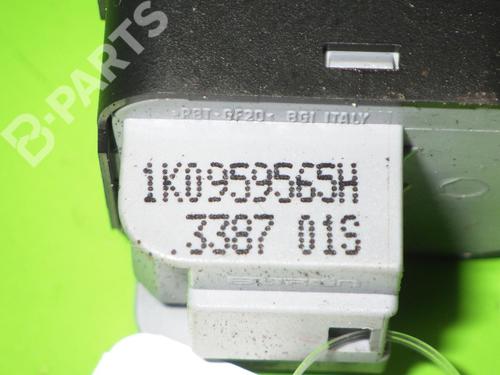 B-PARTS
>PBT-GF20< BGI ITALY
1K0959565H
.3387 01S